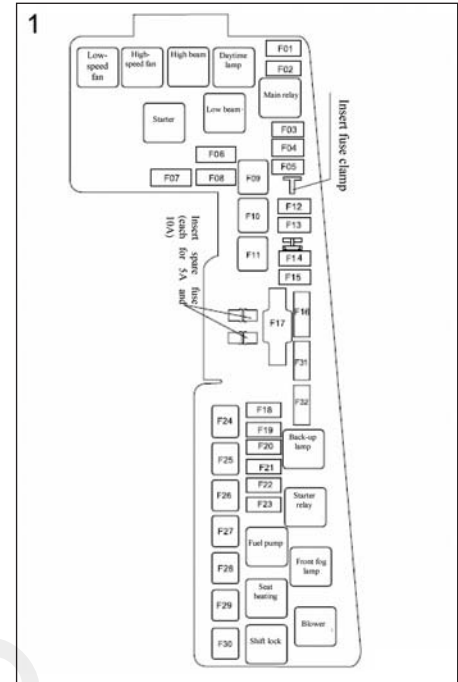 1
Low-
speed
fan
High-
speed fan
High beam
Daytime
lamp
F01
F02
Main relay
Starter
Low beam
F03
F04
F05
Insert fuse clamp
F06
F07
F08
F09
F10
F11
F12
F13
F14
F15
Insert spare fuse
(each for 5A and
10A)
F16
F17
F31
F32
F18
F19
F20
F21
F22
F23
F24
F25
F26
F27
F28
F29
F30
Back-up
lamp
Starter
relay
Fuel pump
Front fog
lamp
Seat
heating
Blower
Shift lock